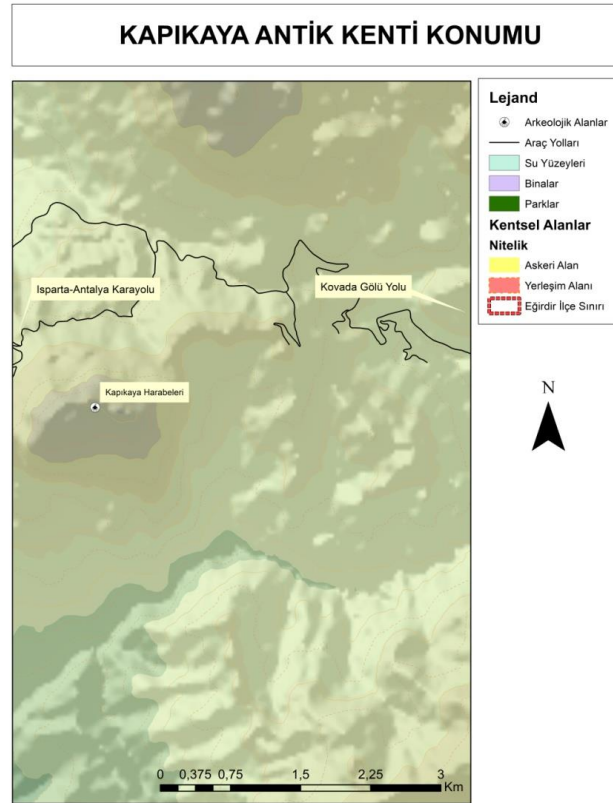 KAPIKAYA ANTİK KENTİ KONUMU
Lejand
Arkeolojik Alanlar
Araç Yolları
Su Yüzeyleri
Binalar
Parklar
Kentsel Alanlar
Nitelik
Askeri Alan
Yerleşim Alanı
Eğirdir İlçe Sınırı
Isparta-Antalya Karayolu
Kovada Gölü Yolu
Kapıkaya Harabeleri
N
0 0,375 0,75 1,5 2,25 3
Km